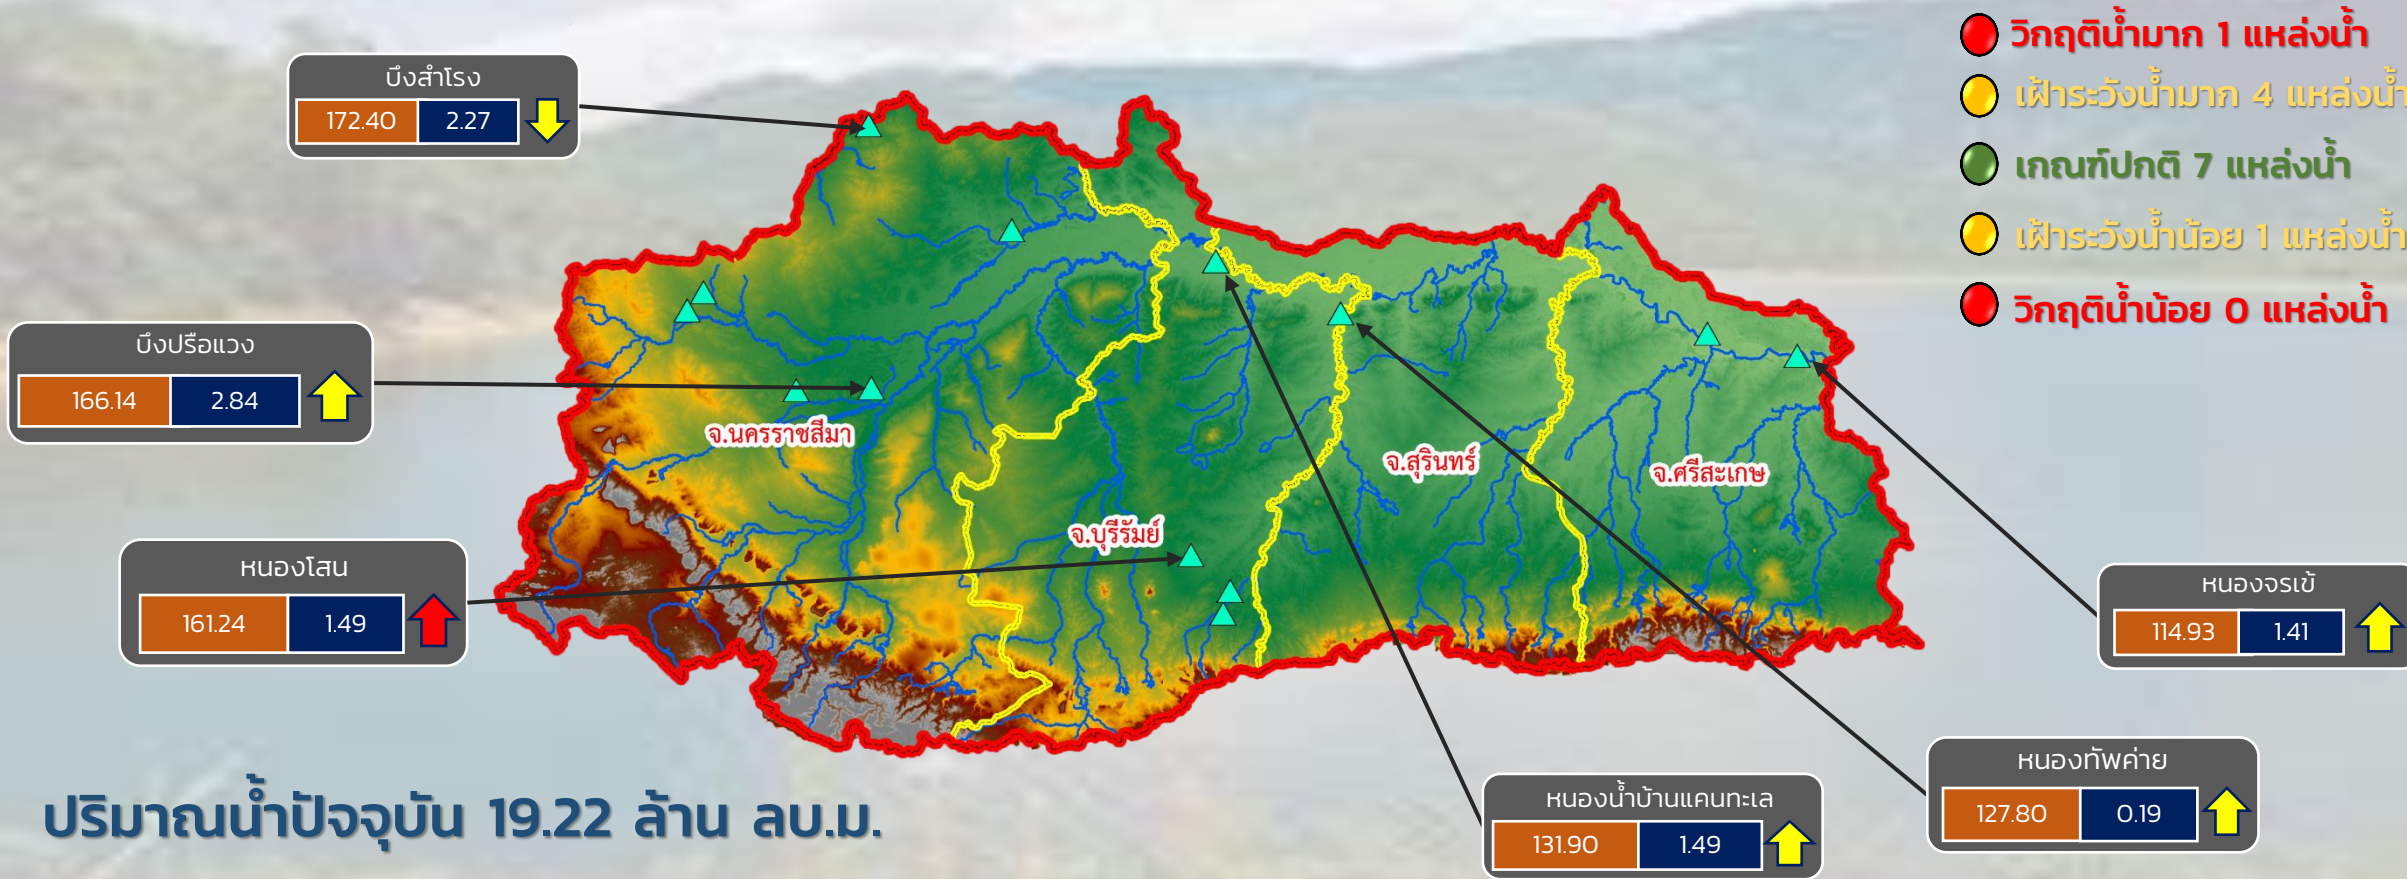 วิกฤติน้ำมาก 1 แหล่งน้ำ
เฝ้าระวังน้ำมาก 4 แหล่งน้ำ
เกณฑ์ปกติ 7 แหล่งน้ำ
เฝ้าระวังน้ำน้อย 1 แหล่งน้ำ
วิกฤติน้ำน้อย 0 แหล่งน้ำ
บึงสำโรง
172.40 2.27
บึงปรือแวง
166.14 2.84
หนองโสน
161.24 1.49
จ.นครราชสีมา
จ.บุรีรัมย์
จ.สุรินทร์
จ.ศรีสะเกษ
หนองจรเข้
114.93 1.41
หนองทัพค่าย
127.80 0.19
หนองน้ำบ้านแคนทะเล
131.90 1.49
ปริมาณน้ำปัจจุบัน 19.22 ล้าน ลบ.ม.